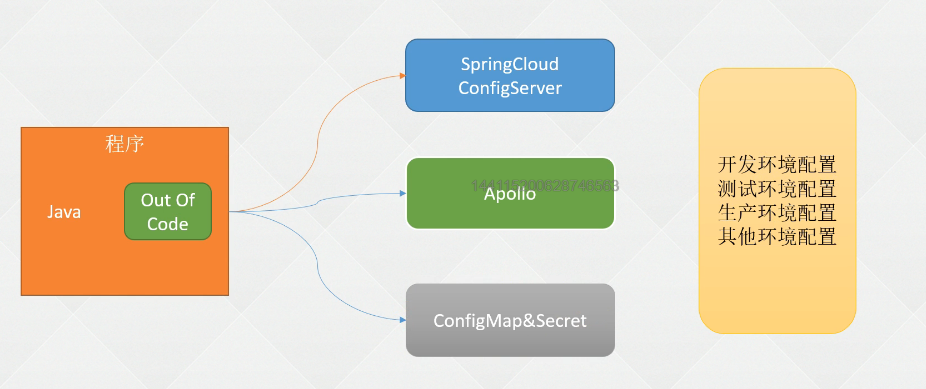 程序
Java
Out Of
Code
SpringCloud
ConfigServer
Apollo
ConfigMap&Secret
开发环境配置
测试环境配置
生产环境配置
其他环境配置